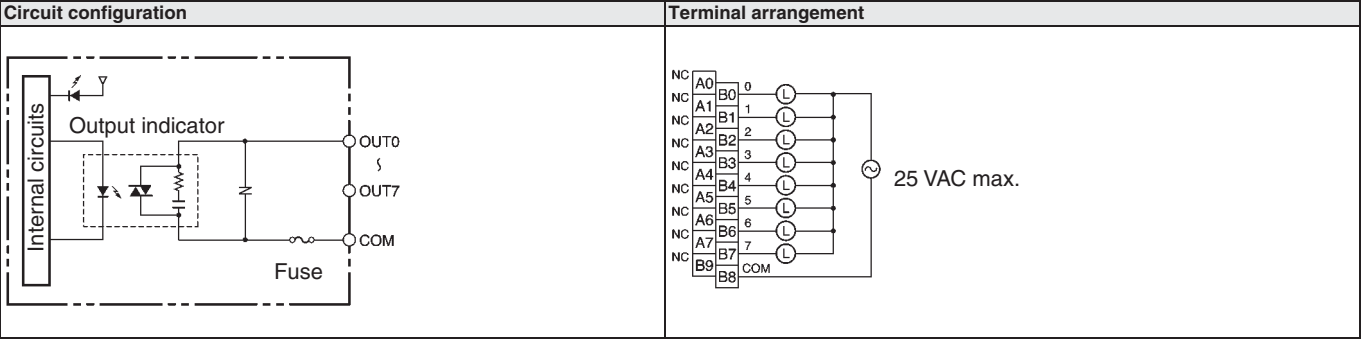 Circuit configuration
Terminal arrangement
Internal circuits
Output indicator
OUT0
OUT7
COM
Fuse
NC A0
B0 0 L
NC A1
B1 1 L
NC A2
B2 2 L
NC A3
B3 3 L
NC A4
B4 4 L
NC A5
B5 5 L
NC A6
B6 6 L
NC A7
B7 7 L
NC B9
B8 COM
25 VAC max.